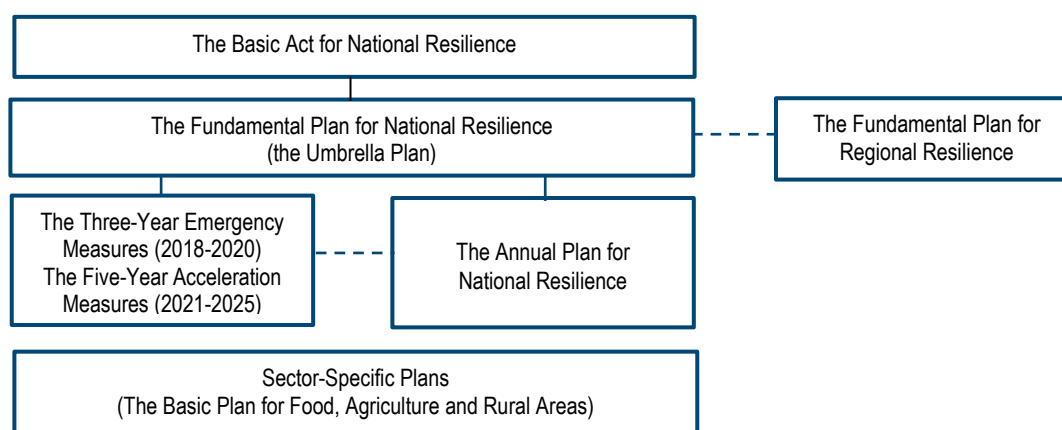 The Basic Act for National Resilience
The Fundamental Plan for National Resilience
(the Umbrella Plan)
The Fundamental Plan for
Regional Resilience
The Three-Year Emergency
Measures (2018-2020)
The Five-Year Acceleration
Measures (2021-2025)
The Annual Plan for
National Resilience
Sector-Specific Plans
(The Basic Plan for Food, Agriculture and Rural Areas)